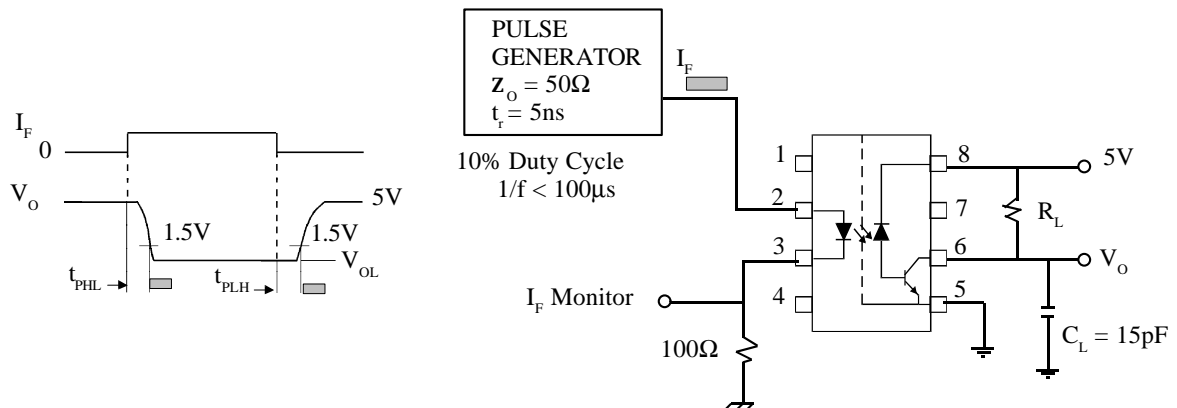 PULSE
GENERATOR
Z_O = 50Ω
t_r = 5ns
I_F
10% Duty Cycle
1/f < 100µs
I_F
0
V_O
5V
1.5V
1.5V
V_OL
t_PHL
t_PLH
1
2
3
4
8
7
6
5
5V
R_L
V_O
C_L = 15pF
I_F Monitor
100Ω